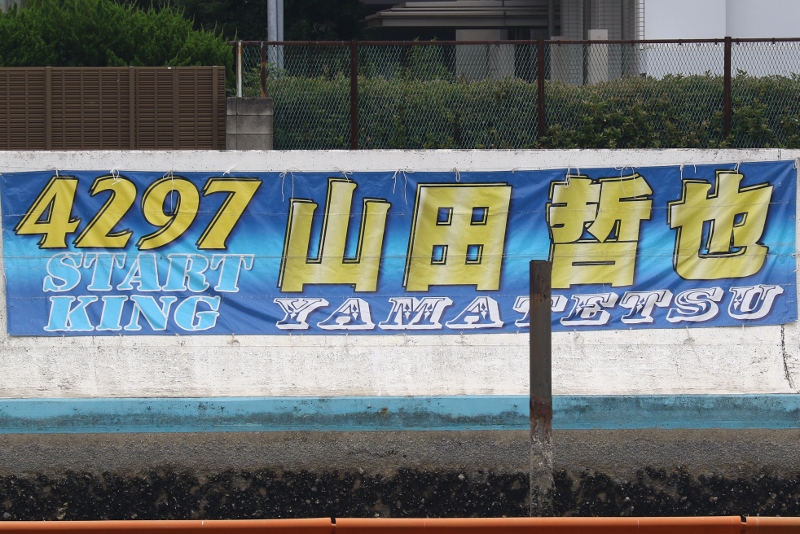 4297
START
KING
山田哲也
YAMATETSU